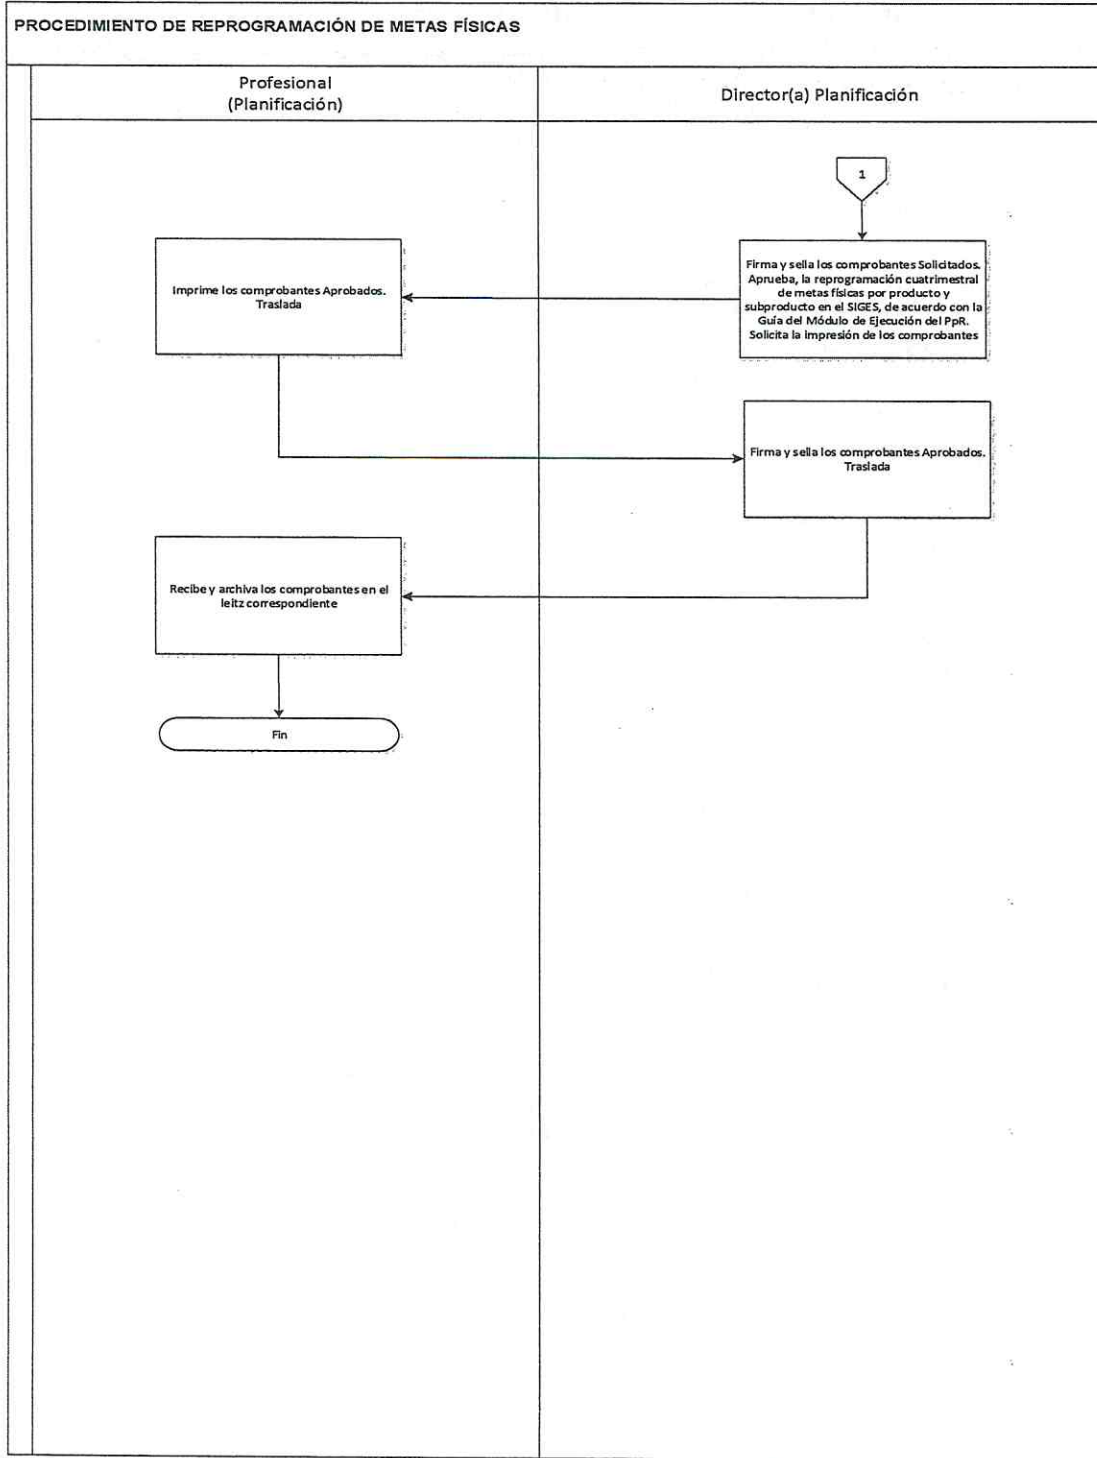 PROCEDIMIENTO DE REPROGRAMACIÓN DE METAS FÍSICAS
Profesional
(Planificación)
Director(a) Planificación
1
Firma y sella los comprobantes Solicitados.
Aprueba, la reprogramación cuatrimestral
de metas físicas por producto y
subproducto en el SIGES, de acuerdo con la
Guía del Módulo de Ejecución del PpR.
Solicita la impresión de los comprobantes
Imprime los comprobantes Aprobados.
Traslada
Firma y sella los comprobantes Aprobados.
Traslada
Recibe y archiva los comprobantes en el
leitz correspondiente
Fin